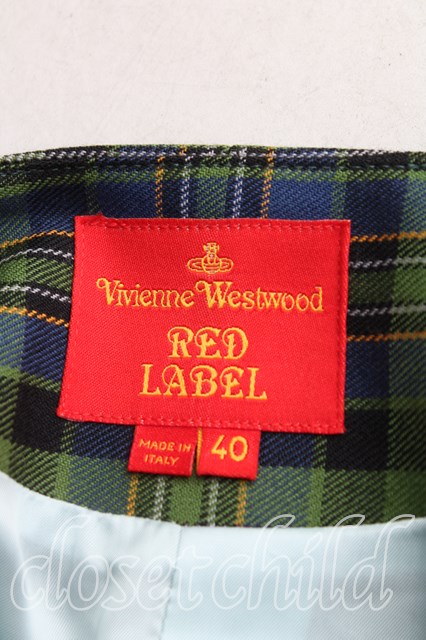 Vivienne Westwood
RED
LABEL
MADE IN
ITALY
40
closet child